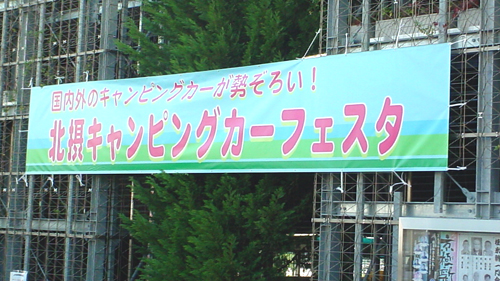 国内外のキャンピングカーが勢ぞろい！
北摂キャンピングカーフェスタ